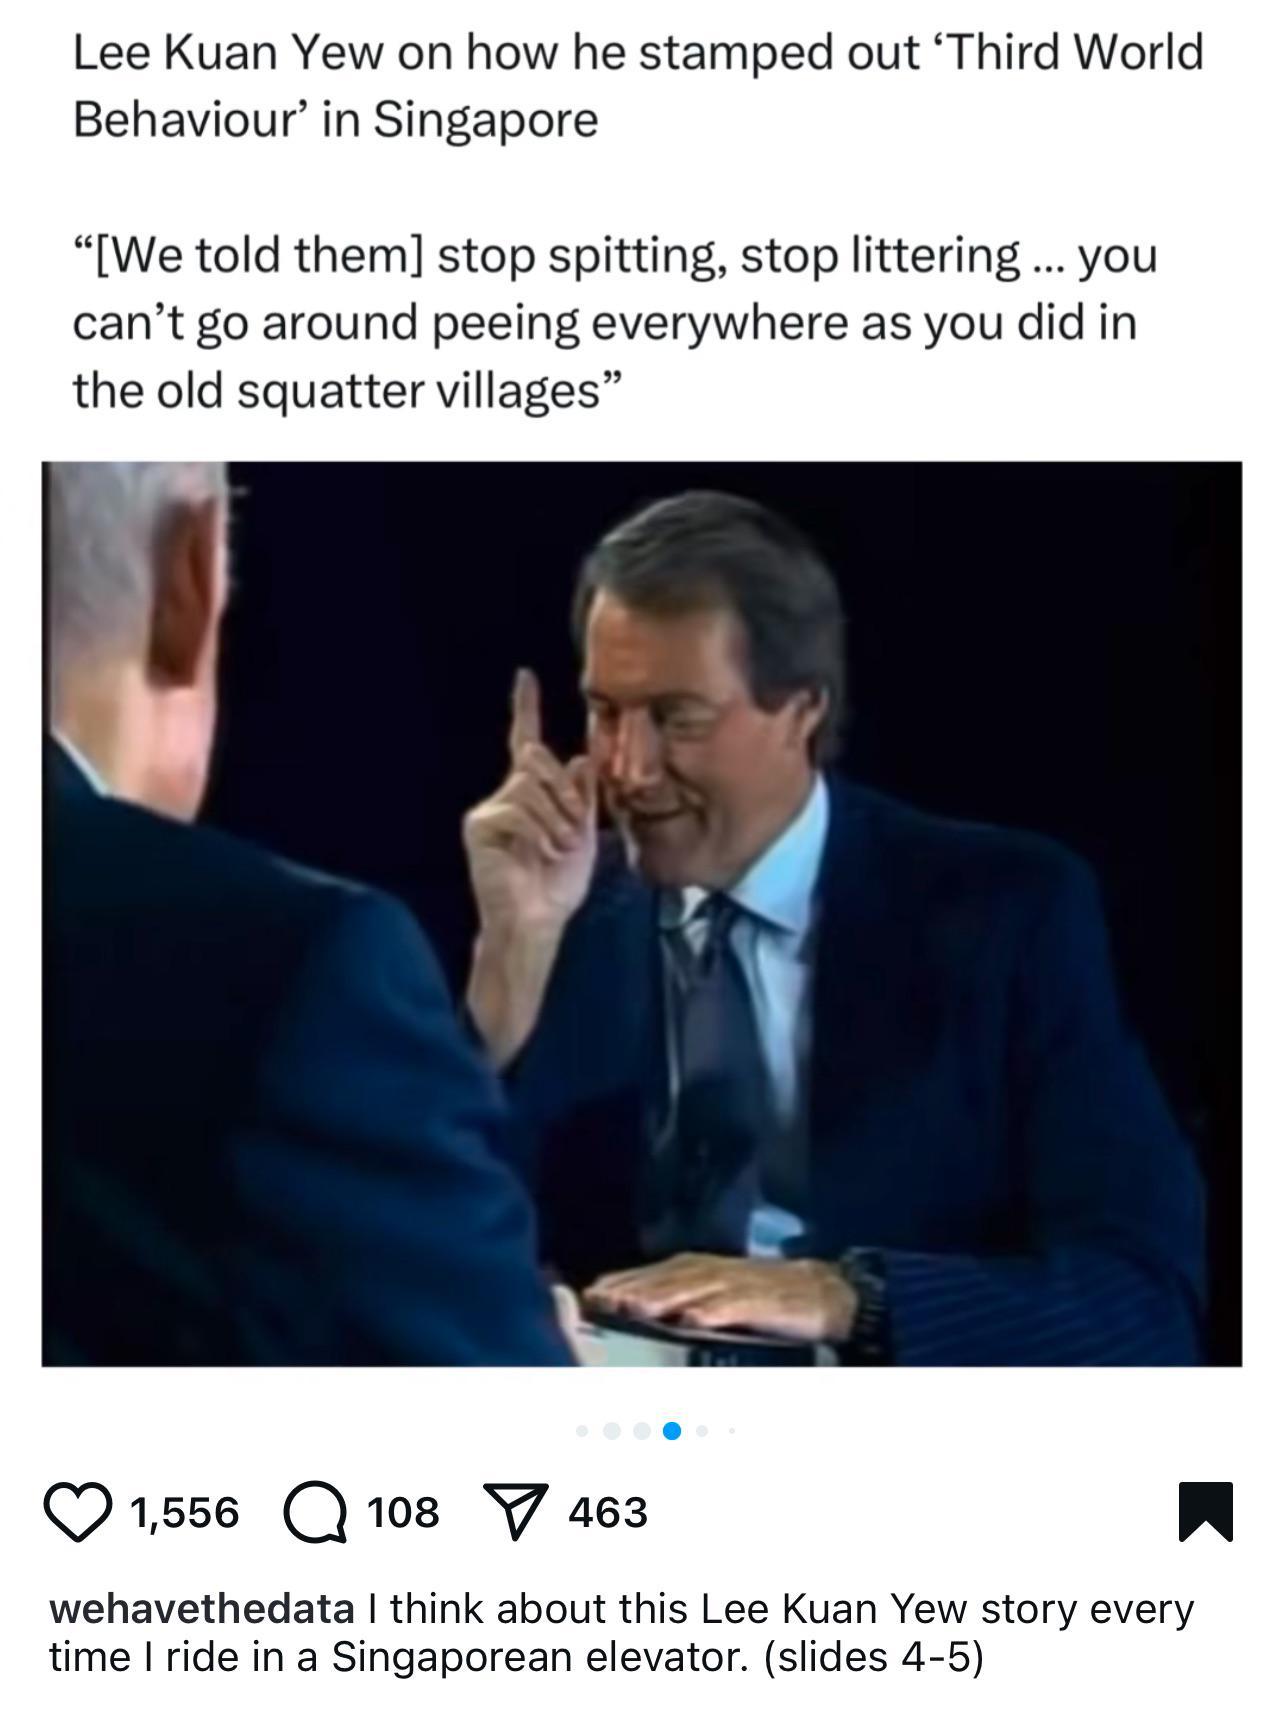 Lee Kuan Yew on how he stamped out ‘Third World
Behaviour’ in Singapore
“[We told them] stop spitting, stop littering ... you
can’t go around peeing everywhere as you did in
the old squatter villages”
1,556 108 463
wehavethedata I think about this Lee Kuan Yew story every
time I ride in a Singaporean elevator. (slides 4-5)